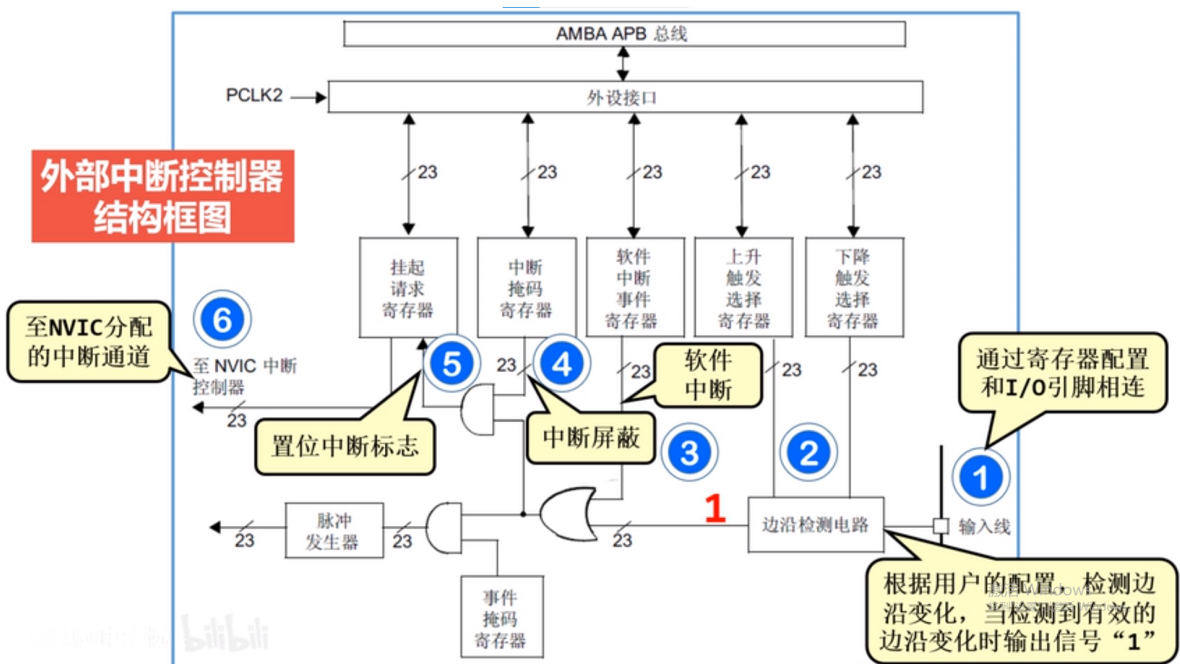 AMBA APB 总线
PCLK2
外设接口
外部中断控制器
结构框图
23
23
23
23
23
挂起
请求
寄存器
中断
掩码
寄存器
软件
中断
事件
寄存器
上升
触发
选择
寄存器
下降
触发
选择
寄存器
至NVIC分配
的中断通道
6
至 NVIC 中断
控制器
23
5
23
4
23
软件
中断
23
23
通过寄存器配置
和I/O引脚相连
置位中断标志
中断屏蔽
3
2
1
1
边沿检测电路
输入线
23
脉冲
发生器
23
23
事件
掩码
寄存器
根据用户的配置，检测边
沿变化，当检测到有效的
边沿变化时输出信号“1”
激活 Windows
bilibili